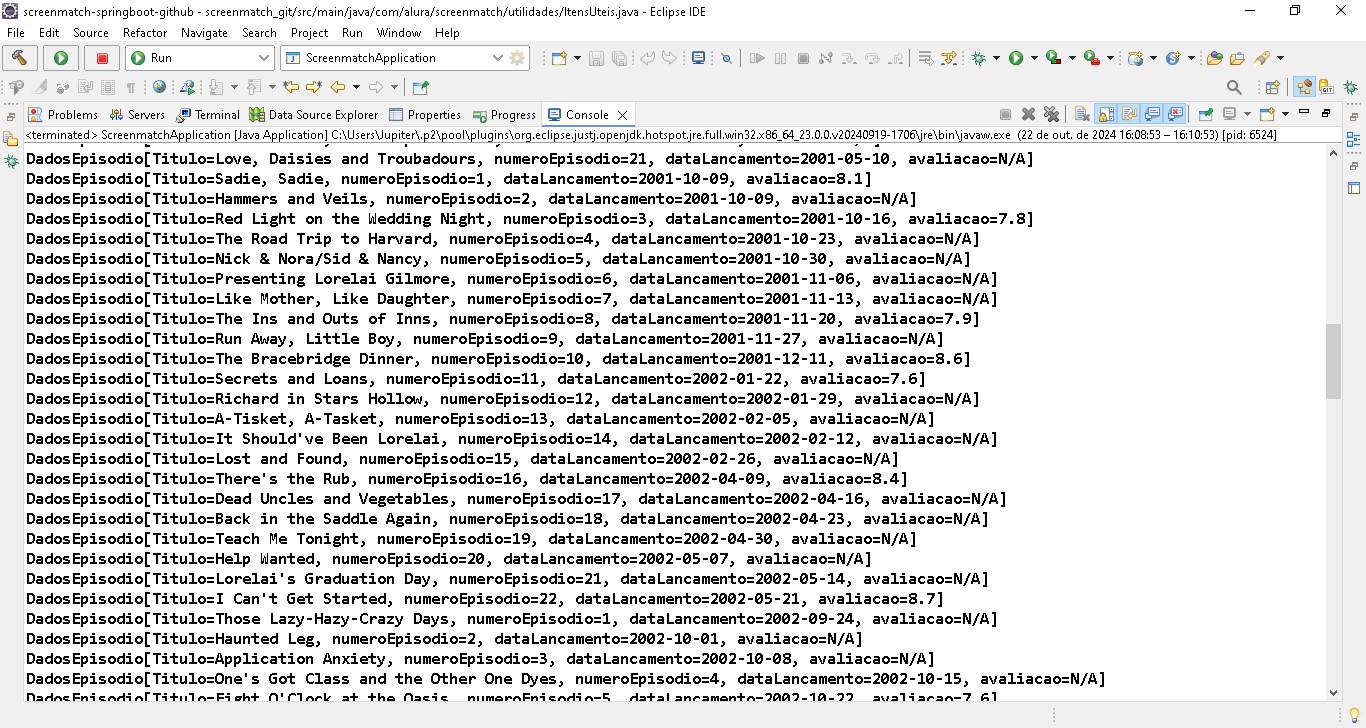 screenmatch-springboot-github - screenmatch_git/src/main/java/com/alura/screenmatch/utilidades/ItensUteis.java - Eclipse IDE
File Edit Source Refactor Navigate Search Project Run Window Help
Run ScreenmatchApplication
Problems Servers Terminal Data Source Explorer Properties Progress Console
<terminated> ScreenmatchApplication [Java Application] C:\Users\Jupiter\.p2\pool\plugins\org.eclipse.justj.openjdk.hotspot.jre.full.win32.x86_64_23.0.0.v20240919-1706\jre\bin\javaw.exe (22 de out. de 2024 16:08:53 – 16:10:53) [pid: 6524]
DadosEpisodio[Titulo=Love, Daisies and Troubadours, numeroEpisodio=21, dataLancamento=2001-05-10, avaliacao=N/A]
DadosEpisodio[Titulo=Sadie, Sadie, numeroEpisodio=1, dataLancamento=2001-10-09, avaliacao=8.1]
DadosEpisodio[Titulo=Hammers and Veils, numeroEpisodio=2, dataLancamento=2001-10-09, avaliacao=N/A]
DadosEpisodio[Titulo=Red Light on the Wedding Night, numeroEpisodio=3, dataLancamento=2001-10-16, avaliacao=7.8]
DadosEpisodio[Titulo=The Road Trip to Harvard, numeroEpisodio=4, dataLancamento=2001-10-23, avaliacao=N/A]
DadosEpisodio[Titulo=Nick & Nora/Sid & Nancy, numeroEpisodio=5, dataLancamento=2001-10-30, avaliacao=N/A]
DadosEpisodio[Titulo=Presenting Lorelai Gilmore, numeroEpisodio=6, dataLancamento=2001-11-06, avaliacao=N/A]
DadosEpisodio[Titulo=Like Mother, Like Daughter, numeroEpisodio=7, dataLancamento=2001-11-13, avaliacao=N/A]
DadosEpisodio[Titulo=The Ins and Outs of Inns, numeroEpisodio=8, dataLancamento=2001-11-20, avaliacao=7.9]
DadosEpisodio[Titulo=Run Away, Little Boy, numeroEpisodio=9, dataLancamento=2001-11-27, avaliacao=N/A]
DadosEpisodio[Titulo=The Bracebridge Dinner, numeroEpisodio=10, dataLancamento=2001-12-11, avaliacao=8.6]
DadosEpisodio[Titulo=Secrets and Loans, numeroEpisodio=11, dataLancamento=2002-01-22, avaliacao=7.6]
DadosEpisodio[Titulo=Richard in Stars Hollow, numeroEpisodio=12, dataLancamento=2002-01-29, avaliacao=N/A]
DadosEpisodio[Titulo=A-Tisket, A-Tasket, numeroEpisodio=13, dataLancamento=2002-02-05, avaliacao=N/A]
DadosEpisodio[Titulo=It Should've Been Lorelai, numeroEpisodio=14, dataLancamento=2002-02-12, avaliacao=N/A]
DadosEpisodio[Titulo=Lost and Found, numeroEpisodio=15, dataLancamento=2002-02-26, avaliacao=N/A]
DadosEpisodio[Titulo=There's the Rub, numeroEpisodio=16, dataLancamento=2002-04-09, avaliacao=8.4]
DadosEpisodio[Titulo=Dead Uncles and Vegetables, numeroEpisodio=17, dataLancamento=2002-04-16, avaliacao=N/A]
DadosEpisodio[Titulo=Back in the Saddle Again, numeroEpisodio=18, dataLancamento=2002-04-23, avaliacao=N/A]
DadosEpisodio[Titulo=Teach Me Tonight, numeroEpisodio=19, dataLancamento=2002-04-30, avaliacao=N/A]
DadosEpisodio[Titulo=Help Wanted, numeroEpisodio=20, dataLancamento=2002-05-07, avaliacao=N/A]
DadosEpisodio[Titulo=Lorelai's Graduation Day, numeroEpisodio=21, dataLancamento=2002-05-14, avaliacao=N/A]
DadosEpisodio[Titulo=I Can't Get Started, numeroEpisodio=22, dataLancamento=2002-05-21, avaliacao=8.7]
DadosEpisodio[Titulo=Those Lazy-Hazy-Crazy Days, numeroEpisodio=1, dataLancamento=2002-09-24, avaliacao=N/A]
DadosEpisodio[Titulo=Haunted Leg, numeroEpisodio=2, dataLancamento=2002-10-01, avaliacao=N/A]
DadosEpisodio[Titulo=Application Anxiety, numeroEpisodio=3, dataLancamento=2002-10-08, avaliacao=N/A]
DadosEpisodio[Titulo=One's Got Class and the Other One Dyes, numeroEpisodio=4, dataLancamento=2002-10-15, avaliacao=N/A]
DadosEpisodio[Titulo=Eight O'Clock at the Oasis, numeroEpisodio=5, dataLancamento=2002-10-22, avaliacao=7.6]